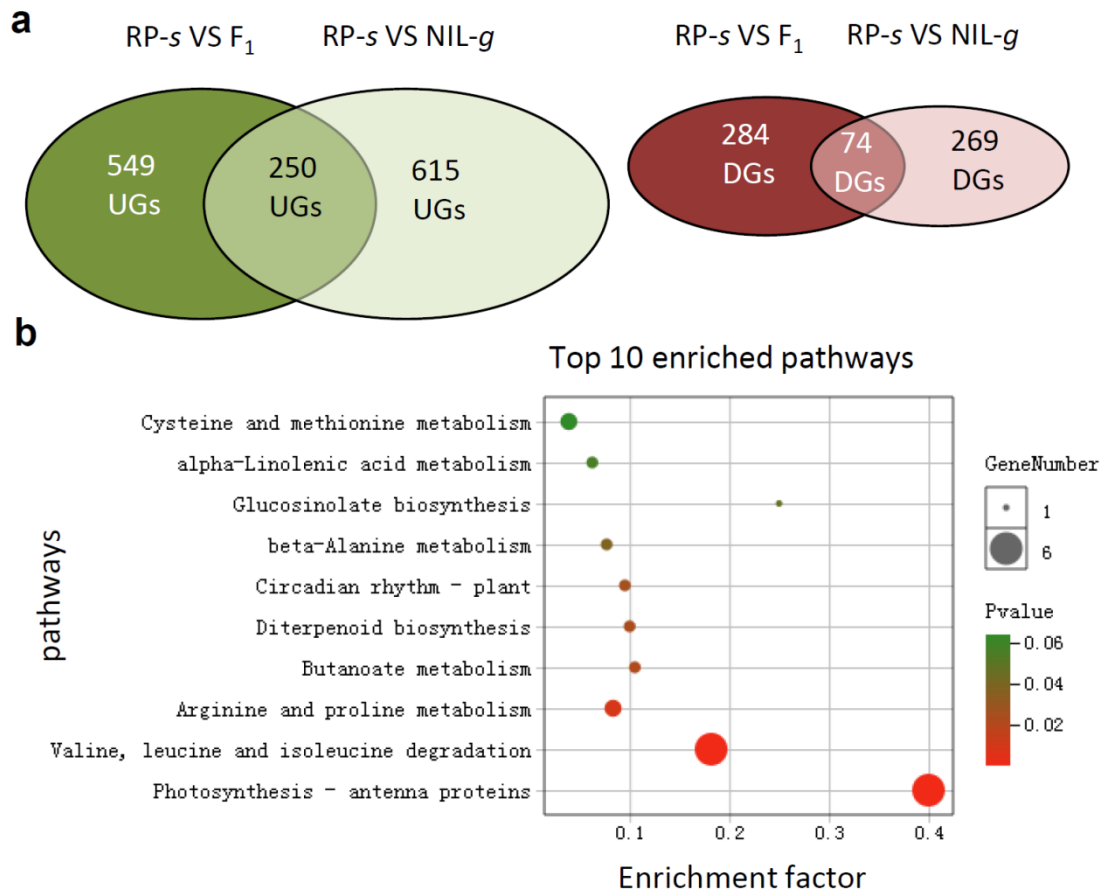 a
RP-s VS F1
RP-s VS NIL-g
RP-s VS F1
RP-s VS NIL-g
549
UGs
250
UGs
615
UGs
284
DGs
74
DGs
269
DGs
b
Top 10 enriched pathways
pathways
Cysteine and methionine metabolism
alpha-Linolenic acid metabolism
Glucosinolate biosynthesis
beta-Alanine metabolism
Circadian rhythm - plant
Diterpenoid biosynthesis
Butanoate metabolism
Arginine and proline metabolism
Valine, leucine and isoleucine degradation
Photosynthesis - antenna proteins
0.1 0.2 0.3 0.4
Enrichment factor
GeneNumber
1
6
Pvalue
0.06
0.04
0.02